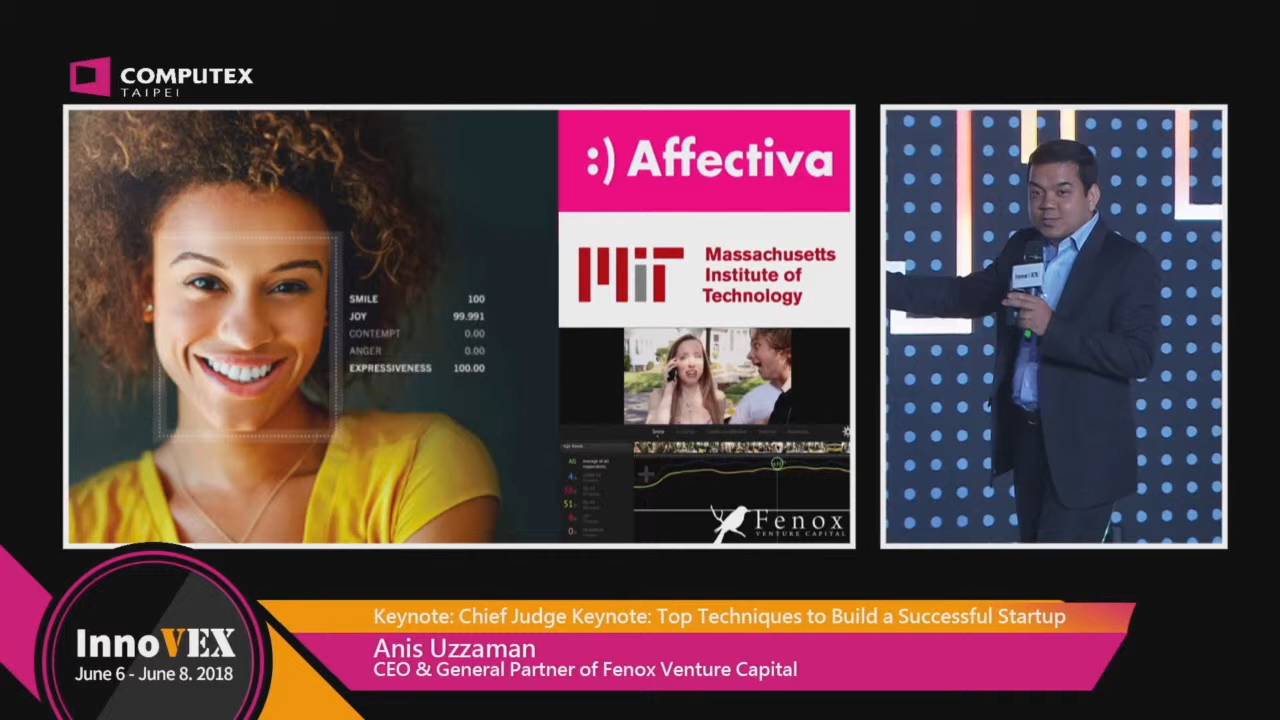 COMPUTEX
TAIPEI
:) Affectiva
MIT
Massachusetts
Institute of
Technology
SMILE 100
JOY 99.991
CONTEMPT 0.00
ANGER 0.00
EXPRESSIVENESS 100.00
InnoVEX
Fenox
VENTURE CAPITAL
InnoVEX
June 6 - June 8. 2018
Keynote: Chief Judge Keynote: Top Techniques to Build a Successful Startup
Anis Uzzaman
CEO & General Partner of Fenox Venture Capital